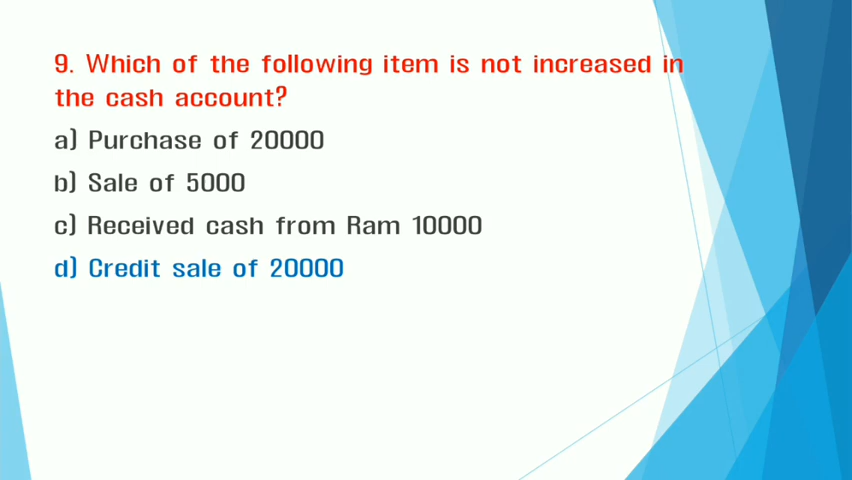 9. Which of the following item is not increased in
the cash account?
a) Purchase of 20000
b) Sale of 5000
c) Received cash from Ram 10000
d) Credit sale of 20000